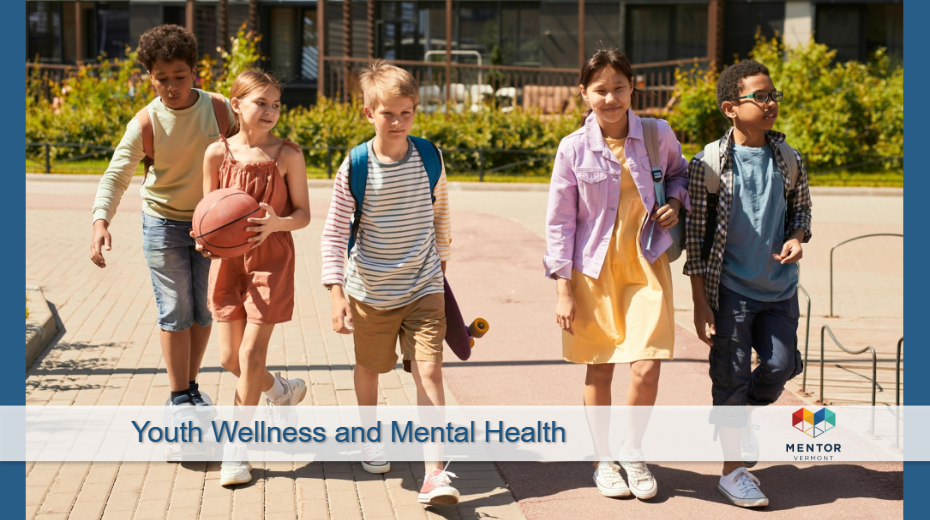 Youth Wellness and Mental Health
MENTOR
VERMONT